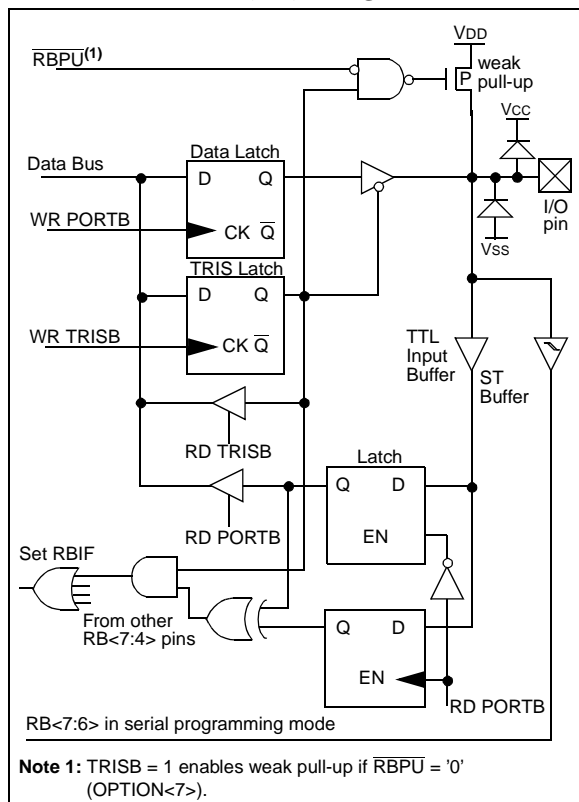 VDD
RBPU(1)
weak
pull-up
P
VCC
Data Bus
Data Latch
D Q
WR PORTB
CK Q
I/O
pin
VSS
TRIS Latch
D Q
WR TRISB
CK Q
TTL
Input
Buffer
ST
Buffer
RD TRISB
Latch
Q D
RD PORTB
EN
Set RBIF
From other
RB<7:4> pins
Q D
EN
RD PORTB
RB<7:6> in serial programming mode
Note 1: TRISB = 1 enables weak pull-up if RBPU = '0'
(OPTION<7>).